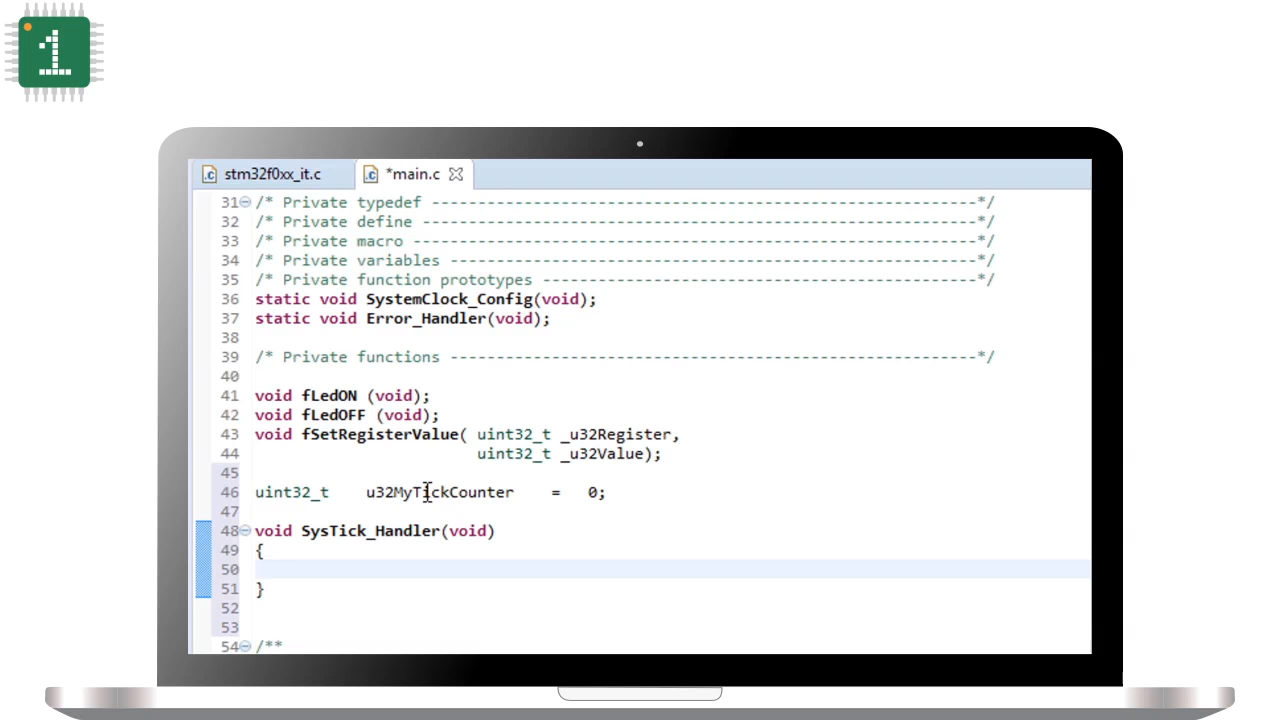 1
stm32f0xx_it.c
*main.c
31 /* Private typedef -----------------------------------------------------------*/
32 /* Private define ------------------------------------------------------------*/
33 /* Private macro -------------------------------------------------------------*/
34 /* Private variables ---------------------------------------------------------*/
35 /* Private function prototypes -----------------------------------------------*/
36 static void SystemClock_Config(void);
37 static void Error_Handler(void);
38
39 /* Private functions ---------------------------------------------------------*/
40
41 void fLedON (void);
42 void fLedOFF (void);
43 void fSetRegisterValue( uint32_t _u32Register,
44                         uint32_t _u32Value);
45
46 uint32_t    u32MyTickCounter    =   0;
47
48 void SysTick_Handler(void)
49 {
50
51 }
52
53
54 /**